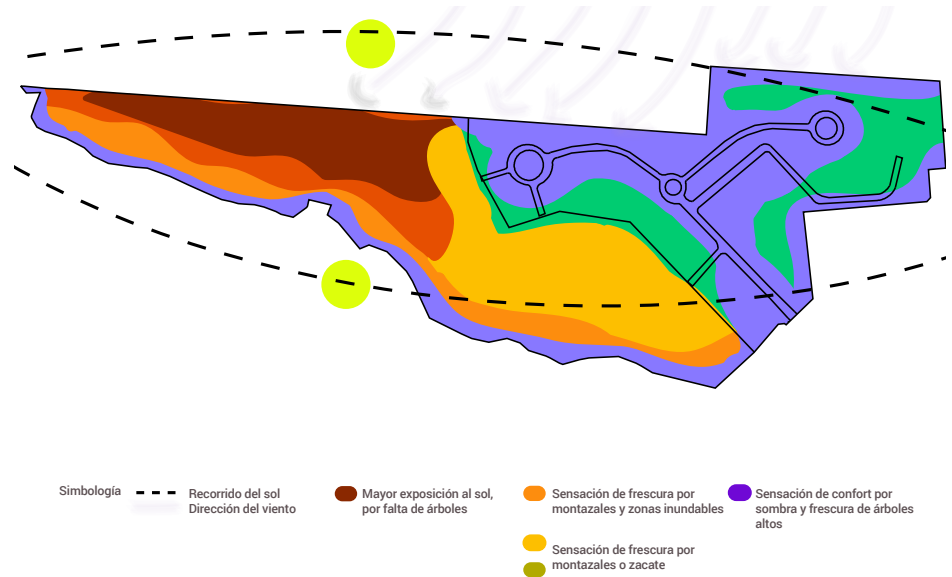 Simbología
Recorrido del sol
Dirección del viento
Mayor exposición al sol,
por falta de árboles
Sensación de frescura por
montazales y zonas inundables
Sensación de frescura por
montazales o zacate
Sensación de confort por
sombra y frescura de árboles
altos